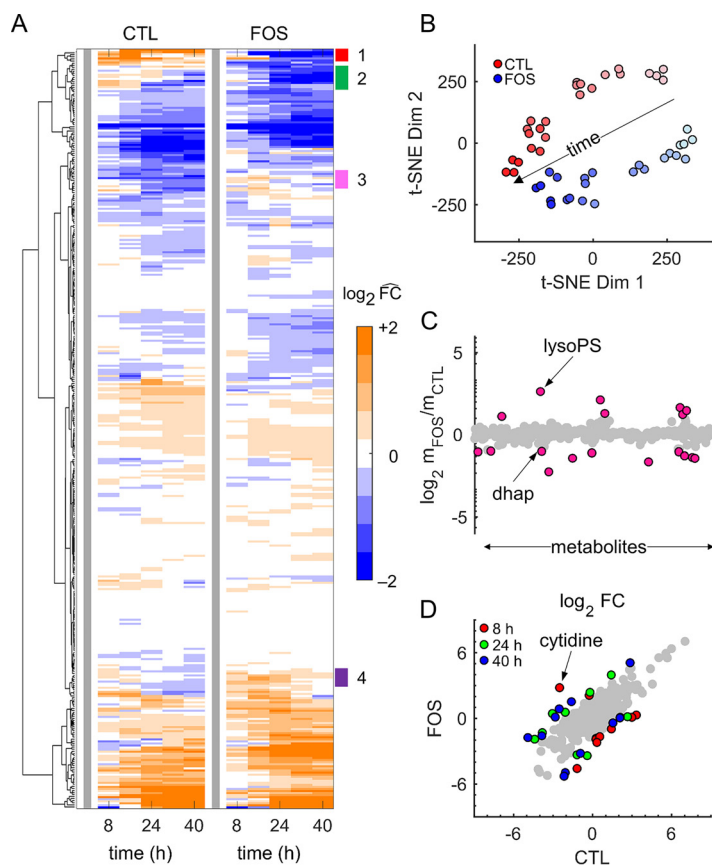 A
CTL
FOS
1
2
3
4
log2 FC
+2
0
−2
8
24
40
8
24
40
time (h)
time (h)
B
CTL
FOS
time
t-SNE Dim 2
250
0
-250
-250
0
250
t-SNE Dim 1
C
log2 mFOS/mCTL
5
0
-5
lysoPS
dhap
metabolites
D
log2 FC
8 h
24 h
40 h
cytidine
FOS
6
0
-6
-6
0
6
CTL